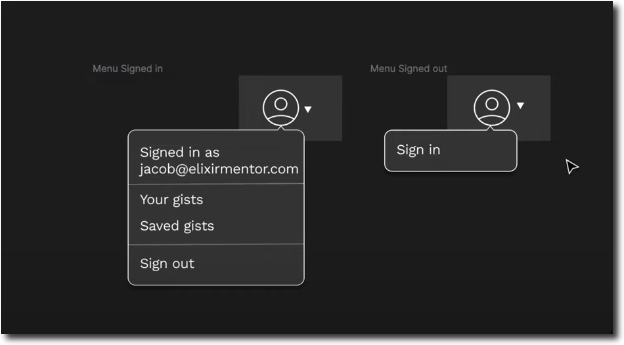 Menu Signed in
Signed in as
jacob@elixirmentor.com
Your gists
Saved gists
Sign out
Menu Signed out
Sign in